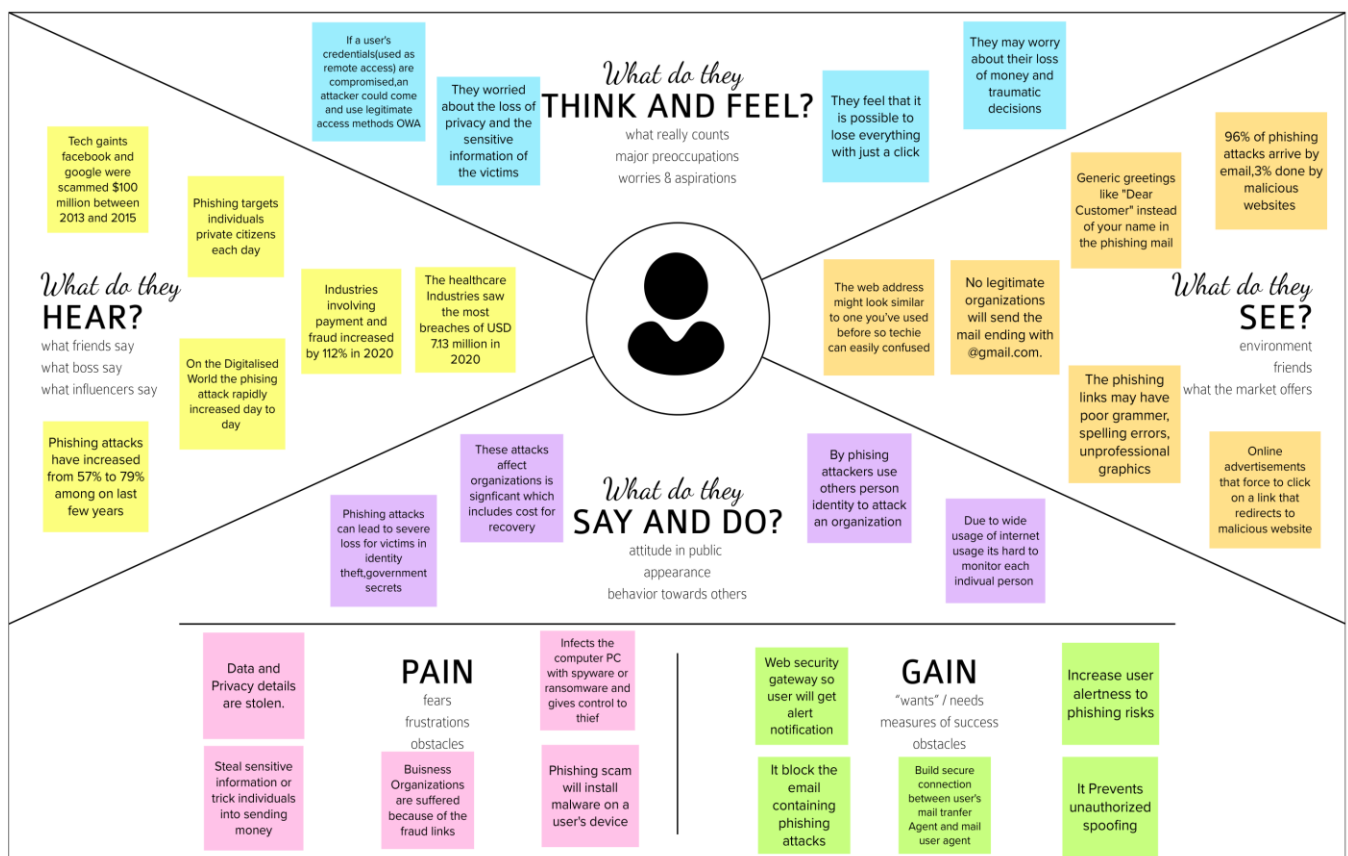 If a user's
credentials(used as
remote access) are
compromised,an
attacker could come
and use legitimate
access methods OWA
They worried
about the loss of
privacy and the
sensitive
information of
the victims
What do they
THINK AND FEEL?
what really counts
major preoccupations
worries & aspirations
They feel that it
is possible to
lose everything
with just a click
They may worry
about their loss
of money and
traumatic
decisions
Tech gaints
facebook and
google were
scammed $100
million between
2013 and 2015
Phishing targets
individuals
private citizens
each day
What do they
HEAR?
what friends say
what boss say
what influencers say
Industries
involving
payment and
fraud increased
by 112% in 2020
The healthcare
Industries saw
the most
breaches of USD
7.13 million in
2020
On the Digitalised
World the phising
attack rapidly
increased day to
day
Phishing attacks
have increased
from 57% to 79%
among on last
few years
96% of phishing
attacks arrive by
email,3% done by
malicious
websites
Generic greetings
like "Dear
Customer" instead
of your name in
the phishing mail
The web address
might look similar
to one you've used
before so techie
can easily confused
No legitimate
organizations
will send the
mail ending with
@gmail.com.
What do they
SEE?
environment
friends
what the market offers
The phishing
links may have
poor grammer,
spelling errors,
unprofessional
graphics
Online
advertisements
that force to click
on a link that
redirects to
malicious website
These attacks
affect
organizations is
signficant which
includes cost for
recovery
Phishing attacks
can lead to severe
loss for victims in
identity
theft,government
secrets
What do they
SAY AND DO?
attitude in public
appearance
behavior towards others
By phising
attackers use
others person
identity to attack
an organization
Due to wide
usage of internet
usage its hard to
monitor each
indivual person
Data and
Privacy details
are stolen.
PAIN
fears
frustrations
obstacles
Infects the
computer PC
with spyware or
ransomware and
gives control to
thief
Steal sensitive
information or
trick individuals
into sending
money
Buisness
Organizations
are suffered
because of the
fraud links
Phishing scam
will install
malware on a
user's device
Web security
gateway so
user will get
alert
notification
GAIN
"wants" / needs
measures of success
obstacles
Increase user
alertness to
phishing risks
It block the
email
containing
phishing
attacks
Build secure
connection
between user's
mail tranfer
Agent and mail
user agent
It Prevents
unauthorized
spoofing